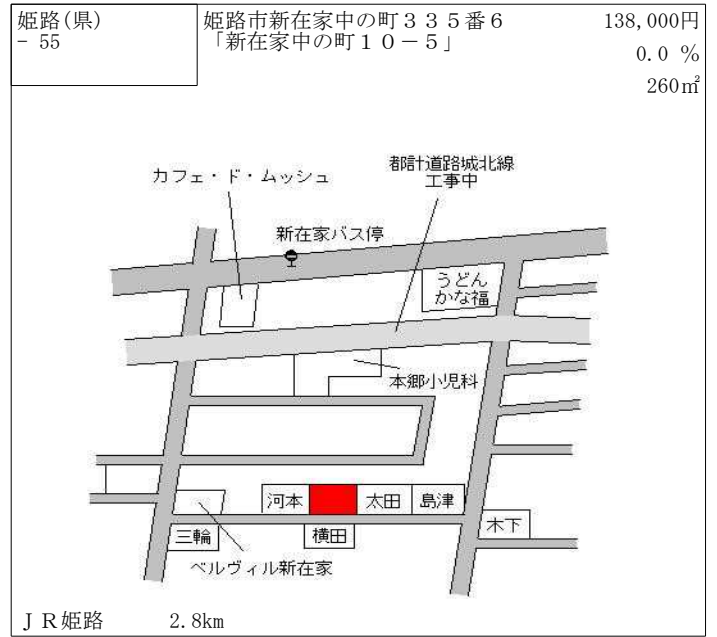 姫路(県)
- 55
姫路市新在家中の町３３５番６
「新在家中の町１０－５」
138,000円
0.0 %
260㎡
カフェ・ド・ムッシュ
都計道路城北線
工事中
新在家バス停
うどん
かな福
本郷小児科
河本
太田
島津
三輪
横田
木下
ベルヴィル新在家
ＪＲ姫路 2.8km